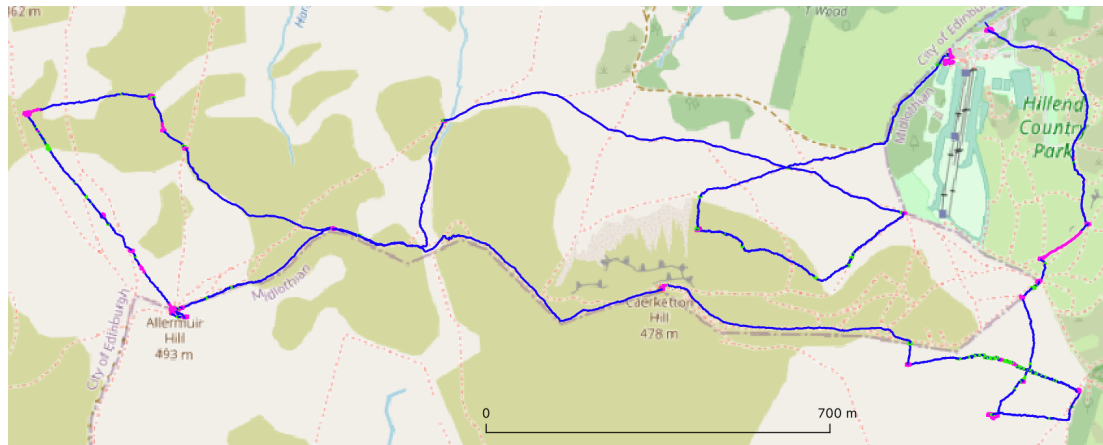 462 m
T Wood
City of Edinburgh
Midlothian
Hillend
Country
Park
Midlothian
City of Edinburgh
Allermuir
Hill
493 m
Caerketton
Hill
478 m
0
700 m